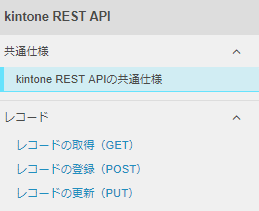 kintone REST API
共通仕様
kintone REST APIの共通仕様
レコード
レコードの取得（GET）
レコードの登録（POST）
レコードの更新（PUT）